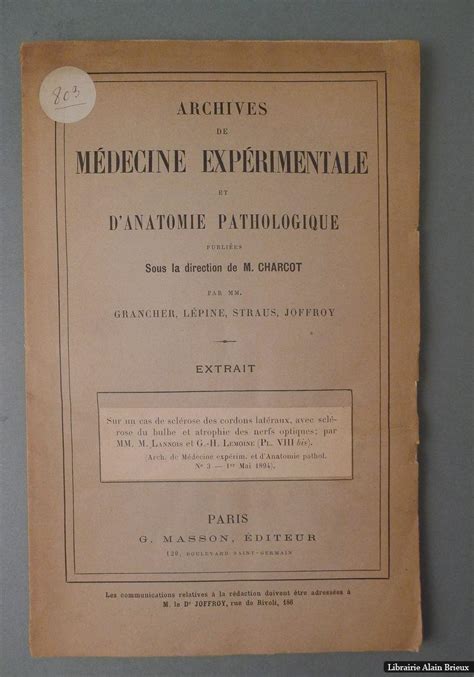 803
ARCHIVES
DE
MÉDECINE EXPÉRIMENTALE
ET
D'ANATOMIE PATHOLOGIQUE
PUBLIÉES
Sous la direction de M. CHARCOT
PAR MM.
GRANCHER, LÉPINE, STRAUS, JOFFROY
EXTRAIT
Sur un cas de sclérose des cordons latéraux, avec sclé-
rose du bulbe et atrophie des nerfs optiques; par
MM. M. LANNOIS et G.-H. LEMOINE (PL. VIII bis).
(Arch. de Médecine expérim. et d'Anatomie pathol.
N° 3 — 1er Mai 1894).
PARIS
G. MASSON, ÉDITEUR
120, BOULEVARD SAINT-GERMAIN
Les communications relatives à la rédaction doivent être adressées à
M. le Dr JOFFROY, rue de Rivoli, 186
Librairie Alain Brieux